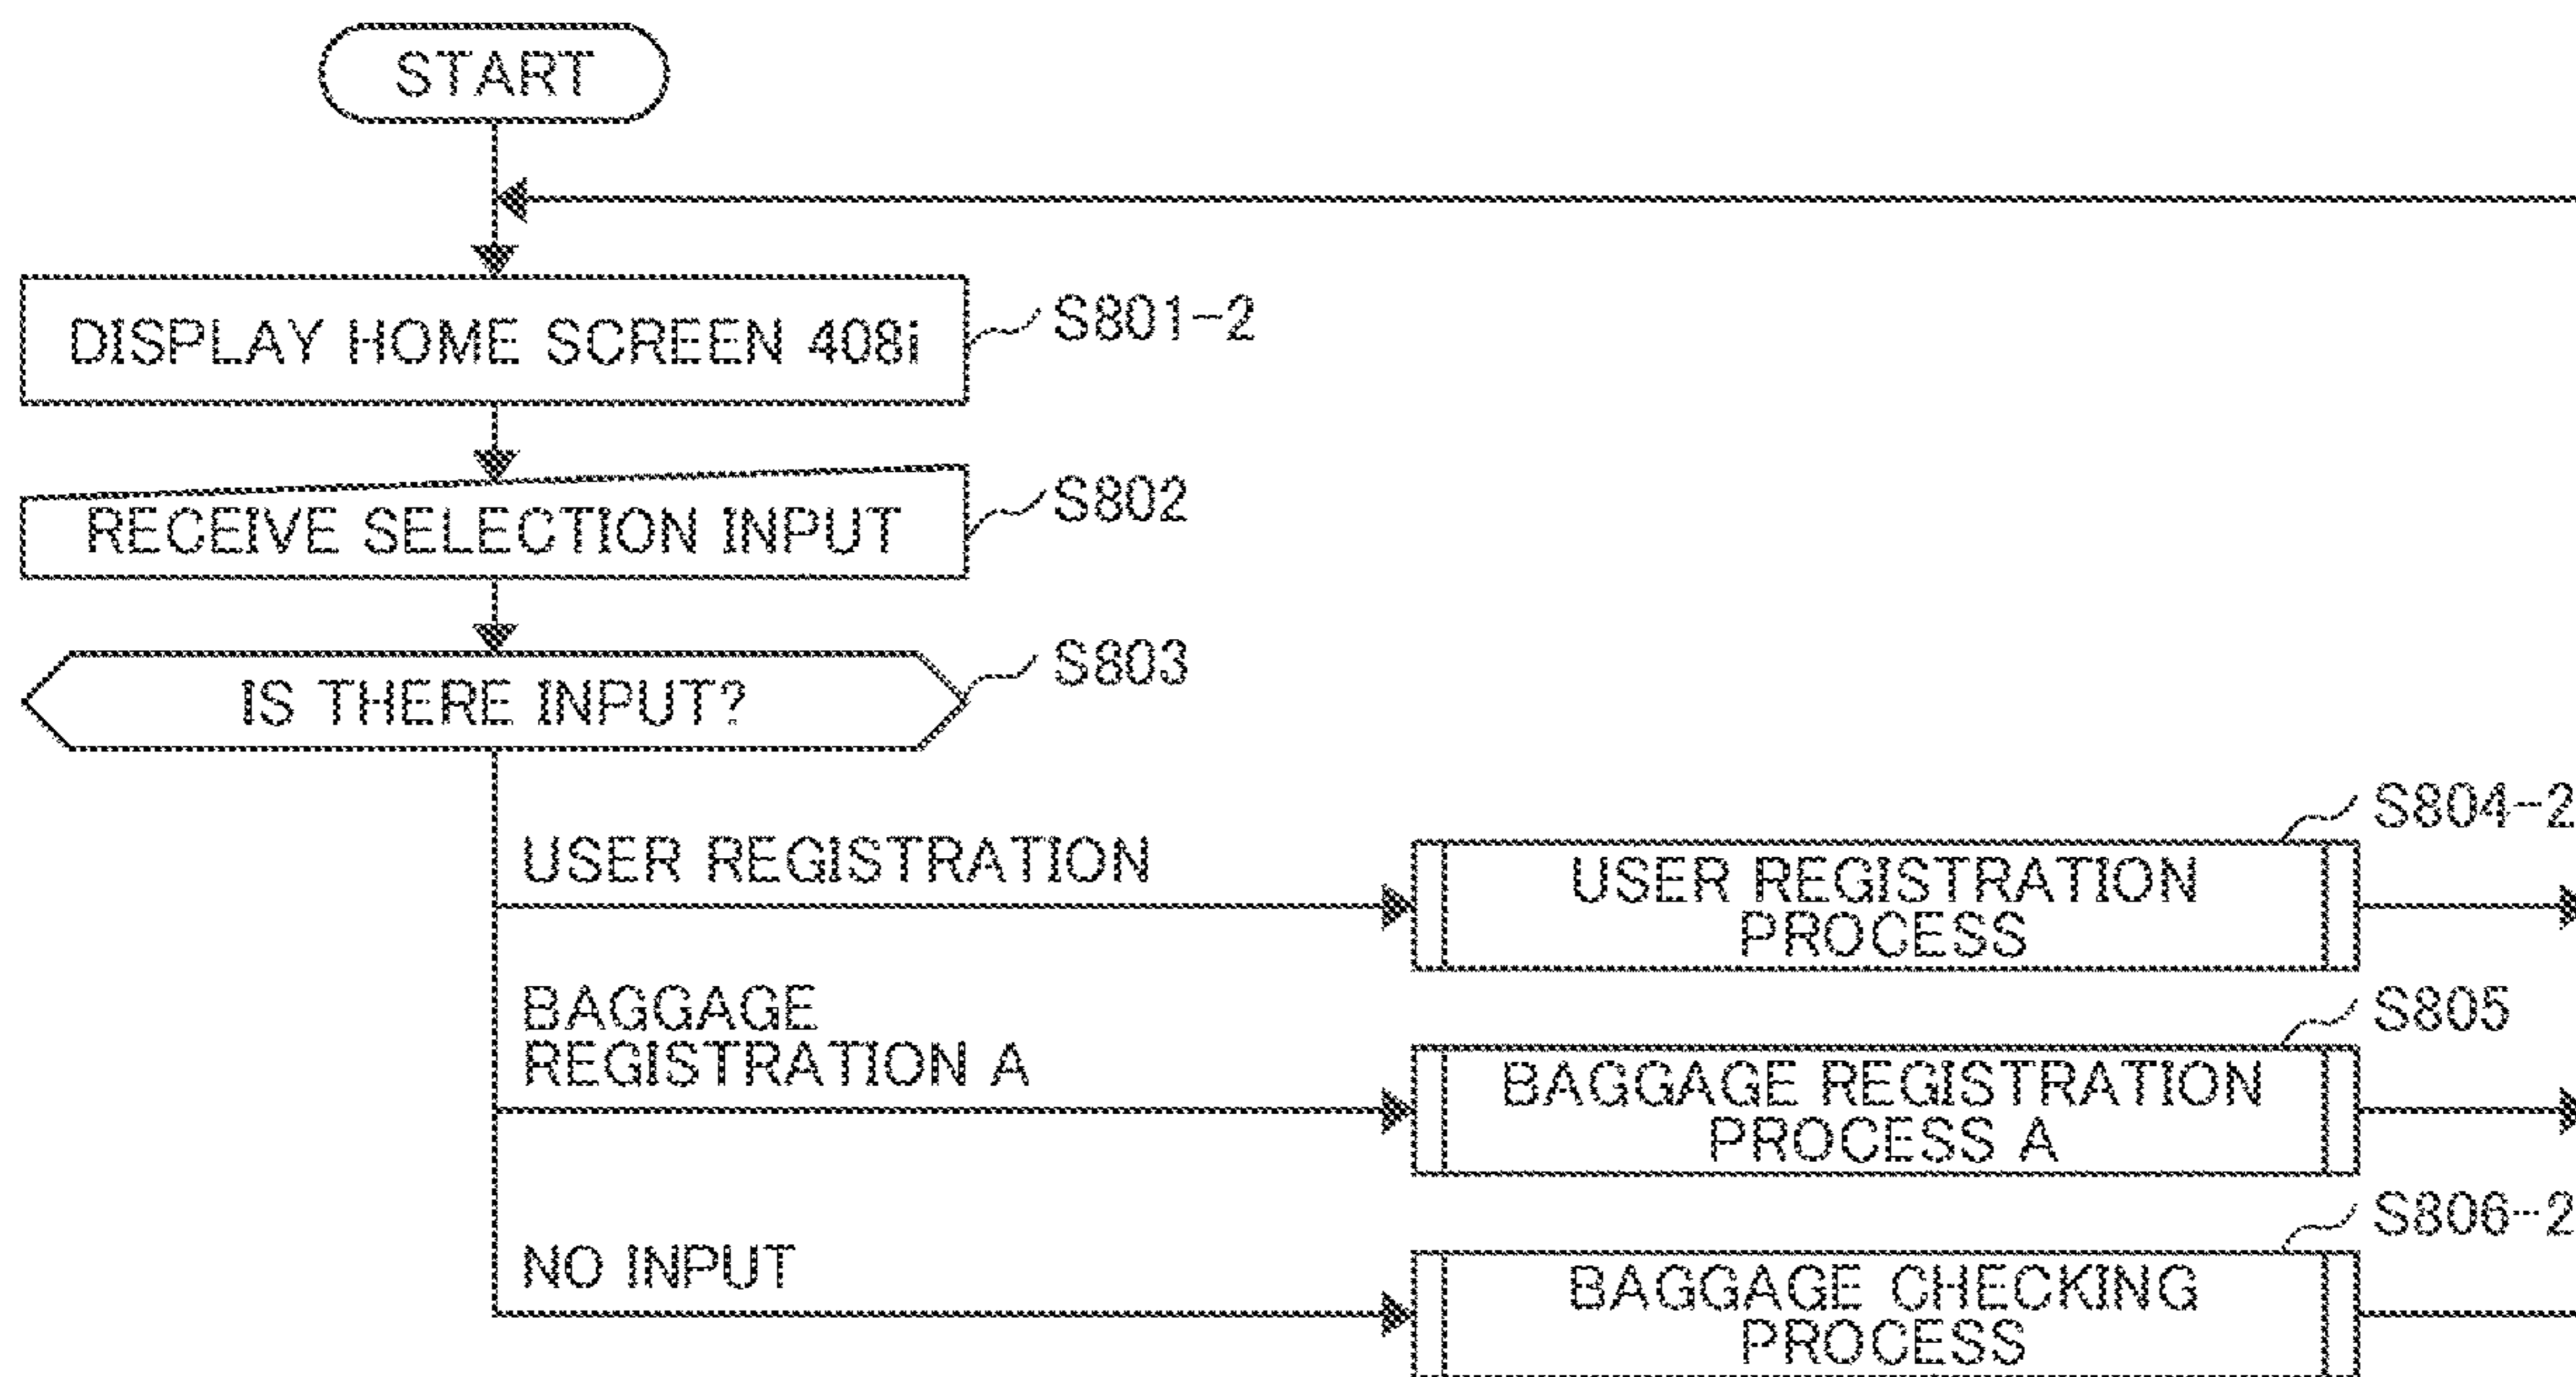 START
DISPLAY HOME SCREEN 408i
S801-2
RECEIVE SELECTION INPUT
S802
IS THERE INPUT?
S803
USER REGISTRATION
S804-2
USER REGISTRATION
PROCESS
BAGGAGE
REGISTRATION A
S805
BAGGAGE REGISTRATION
PROCESS A
NO INPUT
S806-2
BAGGAGE CHECKING
PROCESS